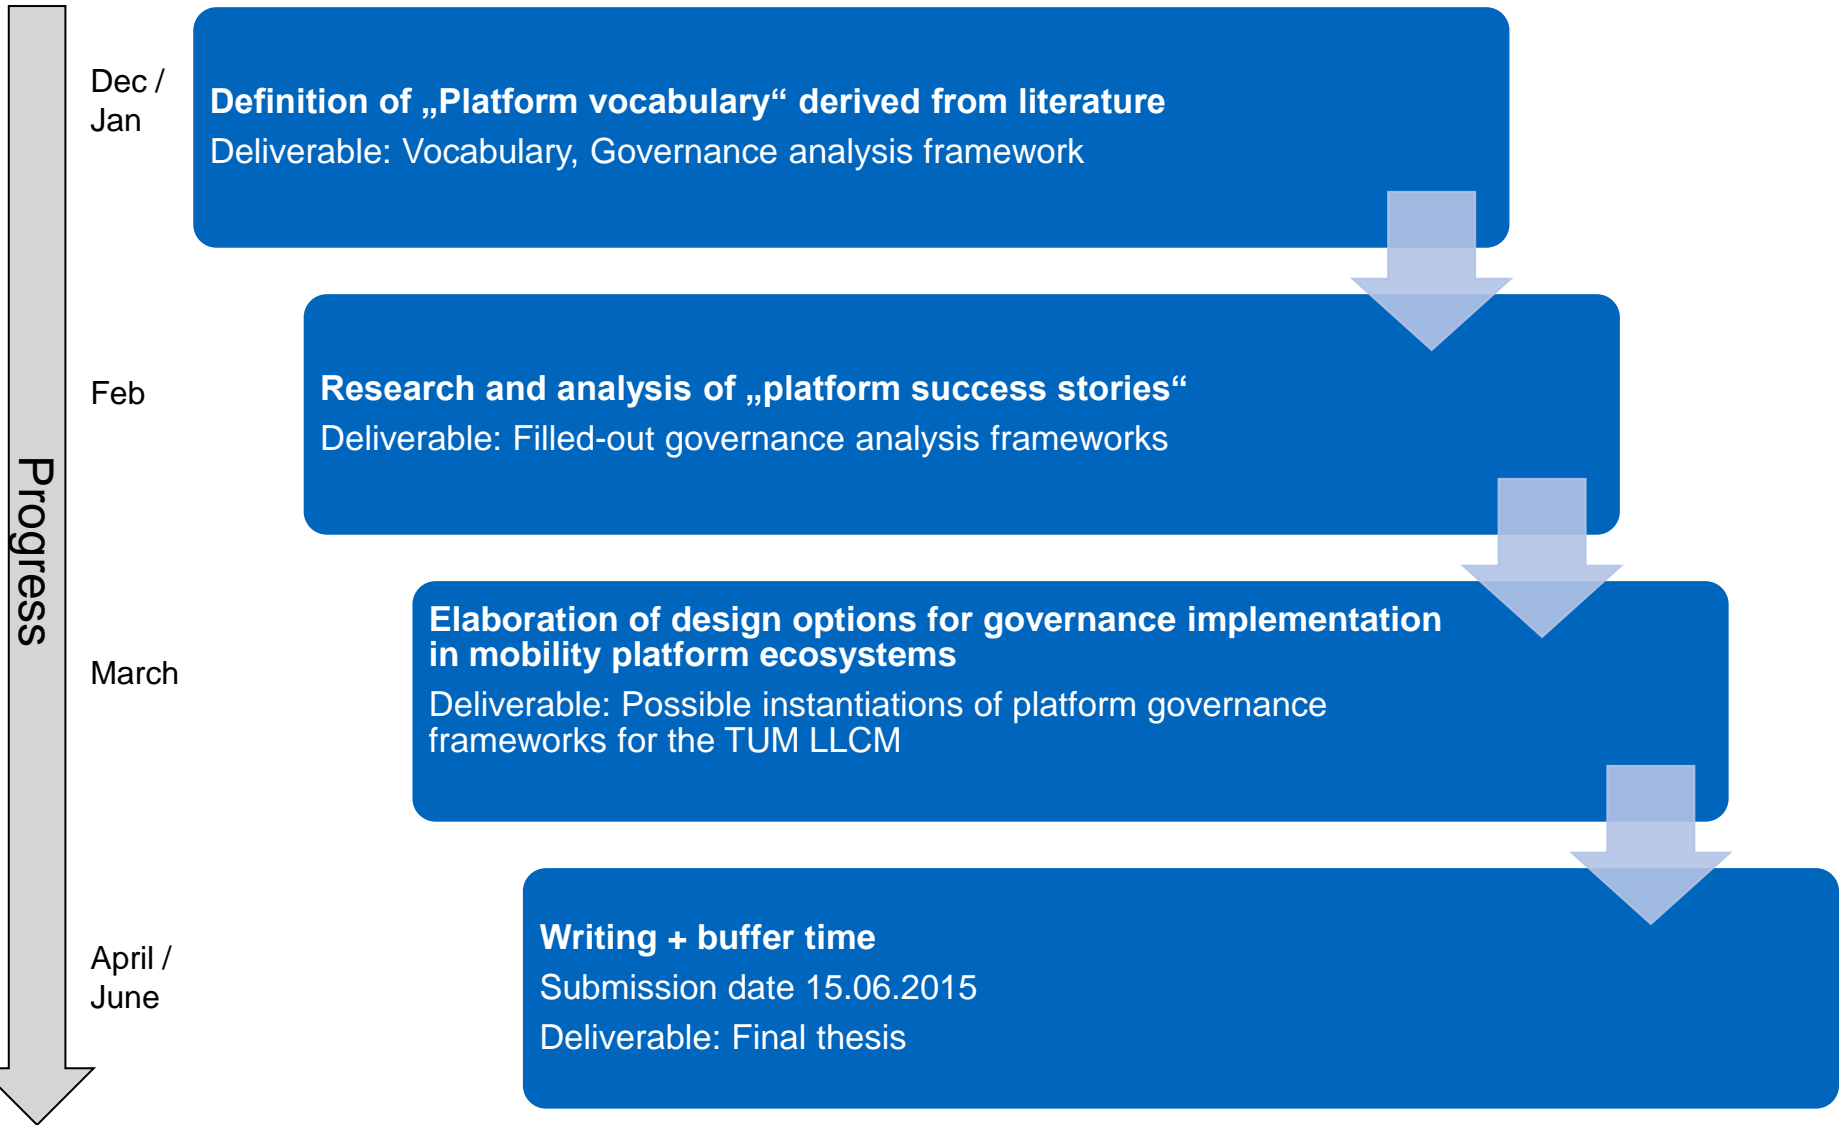 Progress
Dec /
Jan
Definition of „Platform vocabulary“ derived from literature
Deliverable: Vocabulary, Governance analysis framework
Feb
Research and analysis of „platform success stories“
Deliverable: Filled-out governance analysis frameworks
March
Elaboration of design options for governance implementation
in mobility platform ecosystems
Deliverable: Possible instantiations of platform governance
frameworks for the TUM LLCM
April /
June
Writing + buffer time
Submission date 15.06.2015
Deliverable: Final thesis